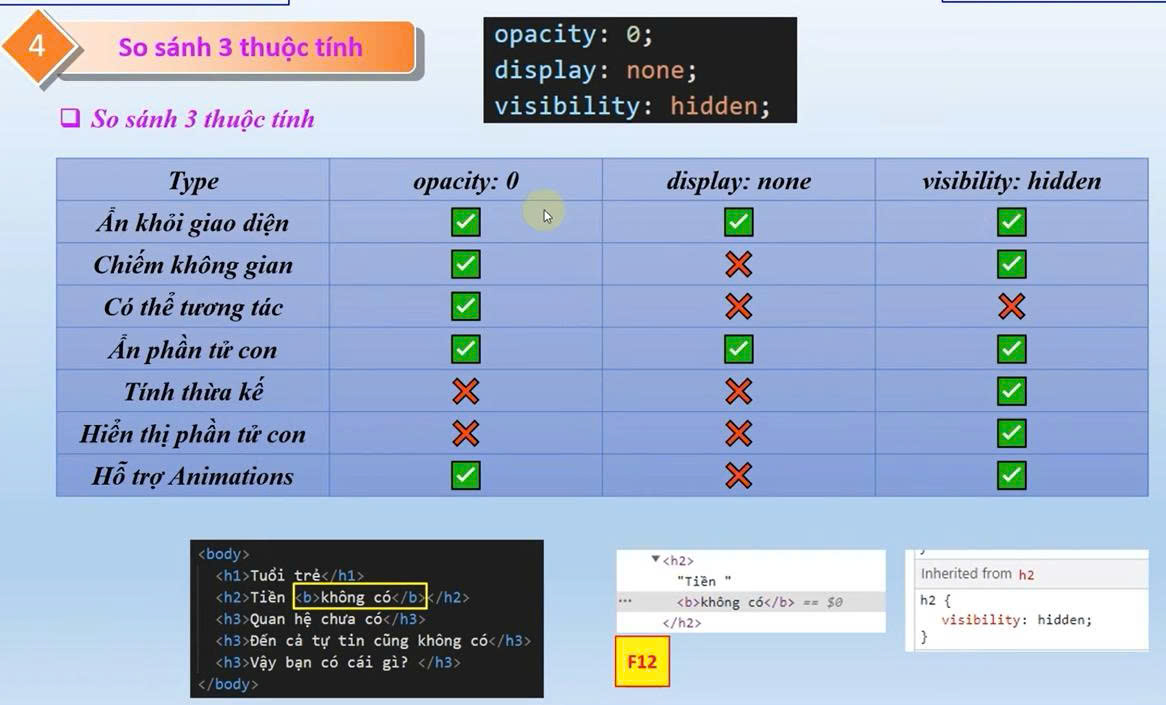 4
So sánh 3 thuộc tính
opacity: 0;
display: none;
visibility: hidden;
So sánh 3 thuộc tính
Type opacity: 0 display: none visibility: hidden
Ẩn khỏi giao diện
Chiếm không gian
Có thể tương tác
Ẩn phần tử con
Tính thừa kế
Hiển thị phần tử con
Hỗ trợ Animations
<body>
<h1>Tuổi trẻ</h1>
<h2>Tiền <b>không có</b></h2>
<h3>Quan hệ chưa có</h3>
<h3>Đến cả tự tin cũng không có</h3>
<h3>Vậy bạn có cái gì? </h3>
</body>
▼<h2>
"Tiền "
··· <b>không có</b> == $0
</h2>
F12
}
Inherited from h2
h2 {
visibility: hidden;
}